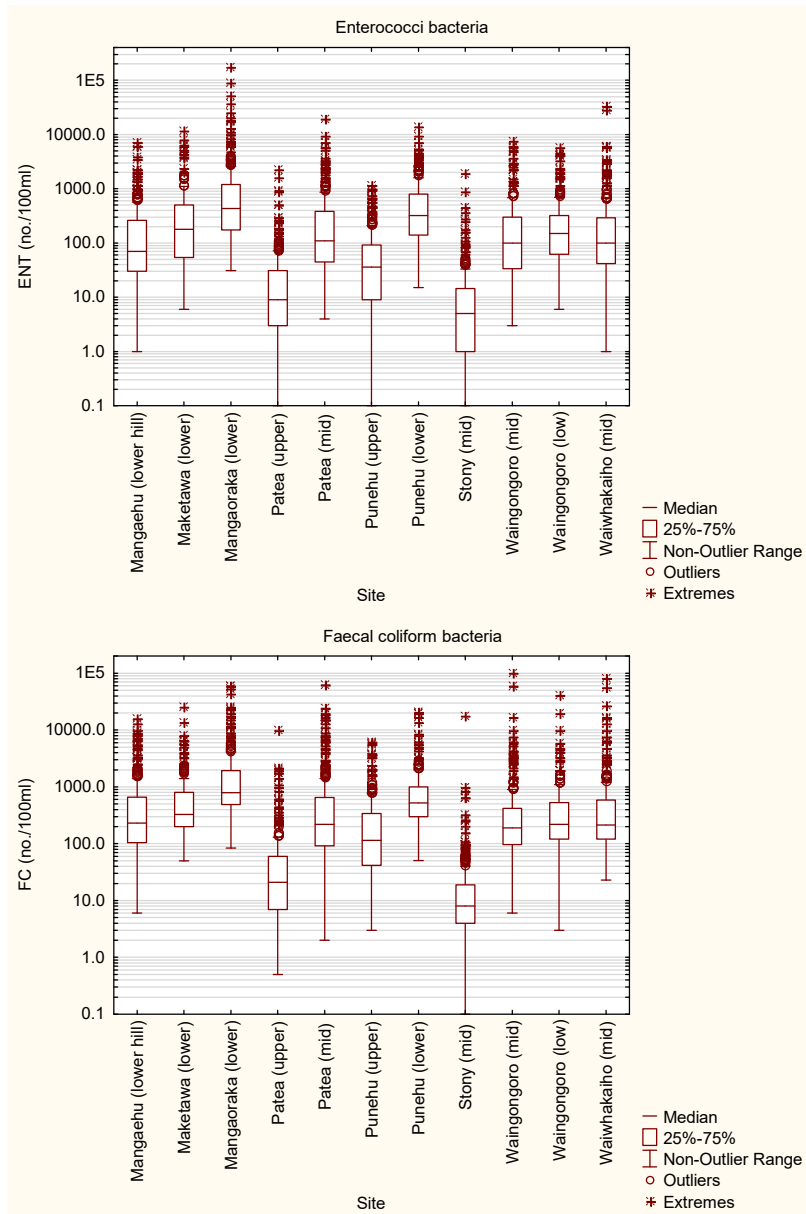 Enterococci bacteria
1E5
10000.0
1000.0
100.0
10.0
1.0
0.1
ENT (no./100ml)
Mangaehu (lower hill)
Maketawa (lower)
Mangaoraka (lower)
Patea (upper)
Patea (mid)
Punehu (upper)
Punehu (lower)
Stony (mid)
Waingongoro (mid)
Waingongoro (low)
Waiwhakaiho (mid)
Site
Median
25%-75%
Non-Outlier Range
Outliers
Extremes
Faecal coliform bacteria
1E5
10000.0
1000.0
100.0
10.0
1.0
0.1
FC (no./100ml)
Mangaehu (lower hill)
Maketawa (lower)
Mangaoraka (lower)
Patea (upper)
Patea (mid)
Punehu (upper)
Punehu (lower)
Stony (mid)
Waingongoro (mid)
Waingongoro (low)
Waiwhakaiho (mid)
Site
Median
25%-75%
Non-Outlier Range
Outliers
Extremes